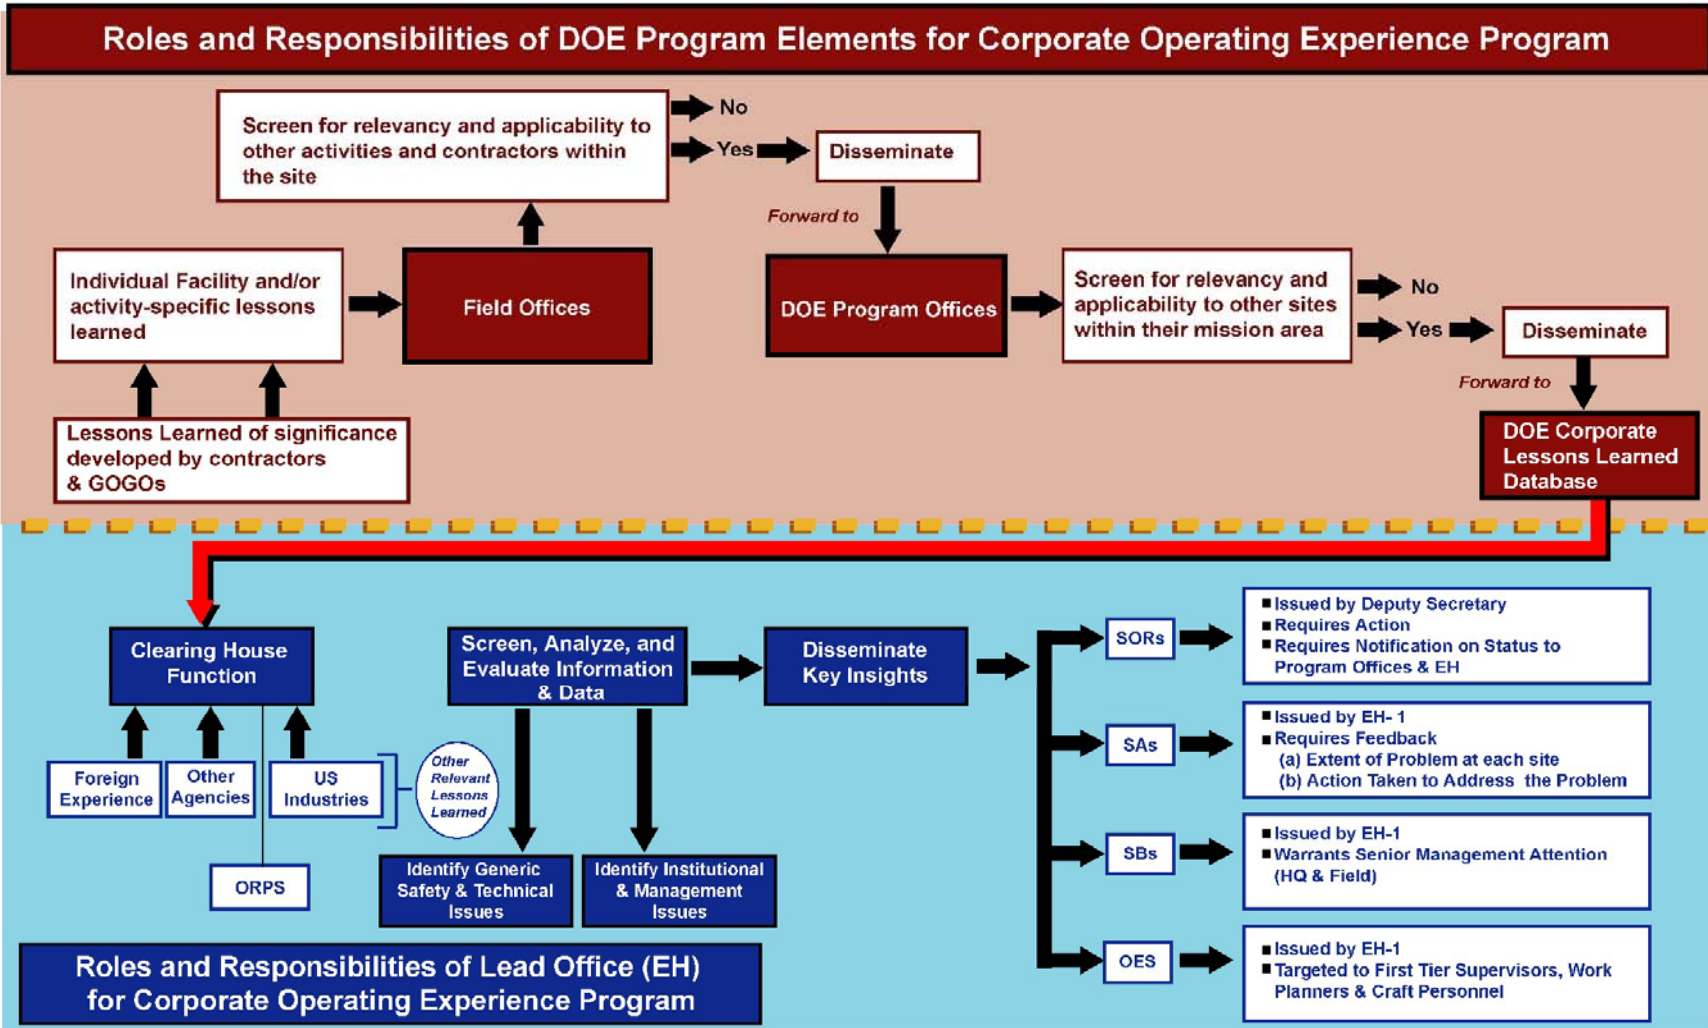 Roles and Responsibilities of DOE Program Elements for Corporate Operating Experience Program
Screen for relevancy and applicability to
other activities and contractors within
the site
No
Yes
Disseminate
Forward to
Individual Facility and/or
activity-specific lessons
learned
Field Offices
DOE Program Offices
Screen for relevancy and
applicability to other sites
within their mission area
No
Yes
Disseminate
Forward to
Lessons Learned of significance
developed by contractors
& GOGOs
DOE Corporate
Lessons Learned
Database
Clearing House
Function
Screen, Analyze, and
Evaluate Information
& Data
Disseminate
Key Insights
SORs
■ Issued by Deputy Secretary
■ Requires Action
■ Requires Notification on Status to
Program Offices & EH
SAs
■ Issued by EH- 1
■ Requires Feedback
(a) Extent of Problem at each site
(b) Action Taken to Address the Problem
Foreign
Experience
Other
Agencies
US
Industries
Other
Relevant
Lessons
Learned
SBs
■ Issued by EH-1
■ Warrants Senior Management Attention
(HQ & Field)
ORPS
Identify Generic
Safety & Technical
Issues
Identify Institutional
& Management
Issues
OES
■ Issued by EH-1
■ Targeted to First Tier Supervisors, Work
Planners & Craft Personnel
Roles and Responsibilities of Lead Office (EH)
for Corporate Operating Experience Program